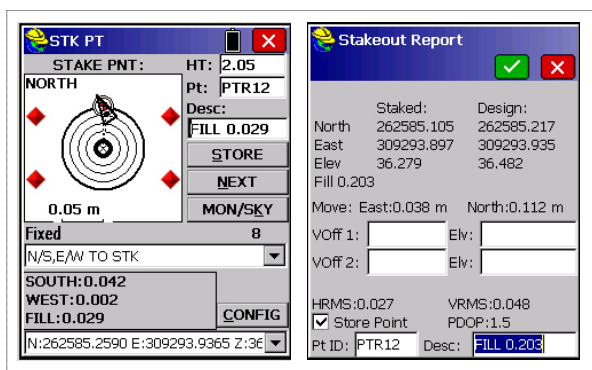 STK PT
STAKE PNT:
NORTH
0.05 m
HT: 2.05
Pt: PTR12
Desc:
FILL 0.029
STORE
NEXT
MON/SKY
Fixed 8
N/S,E/W TO STK
SOUTH:0.042
WEST:0.002
FILL:0.029
CONFIG
N:262585.2590 E:309293.9365 Z:36
Stakeout Report
Staked: Design:
North 262585.105 262585.217
East 309293.897 309293.935
Elev 36.279 36.482
Fill 0.203
Move: East:0.038 m North:0.112 m
VOff 1: Elv:
VOff 2: Elv:
HRMS:0.027 VRMS:0.048
Store Point PDOP:1.5
Pt ID: PTR12 Desc: FILL 0.203